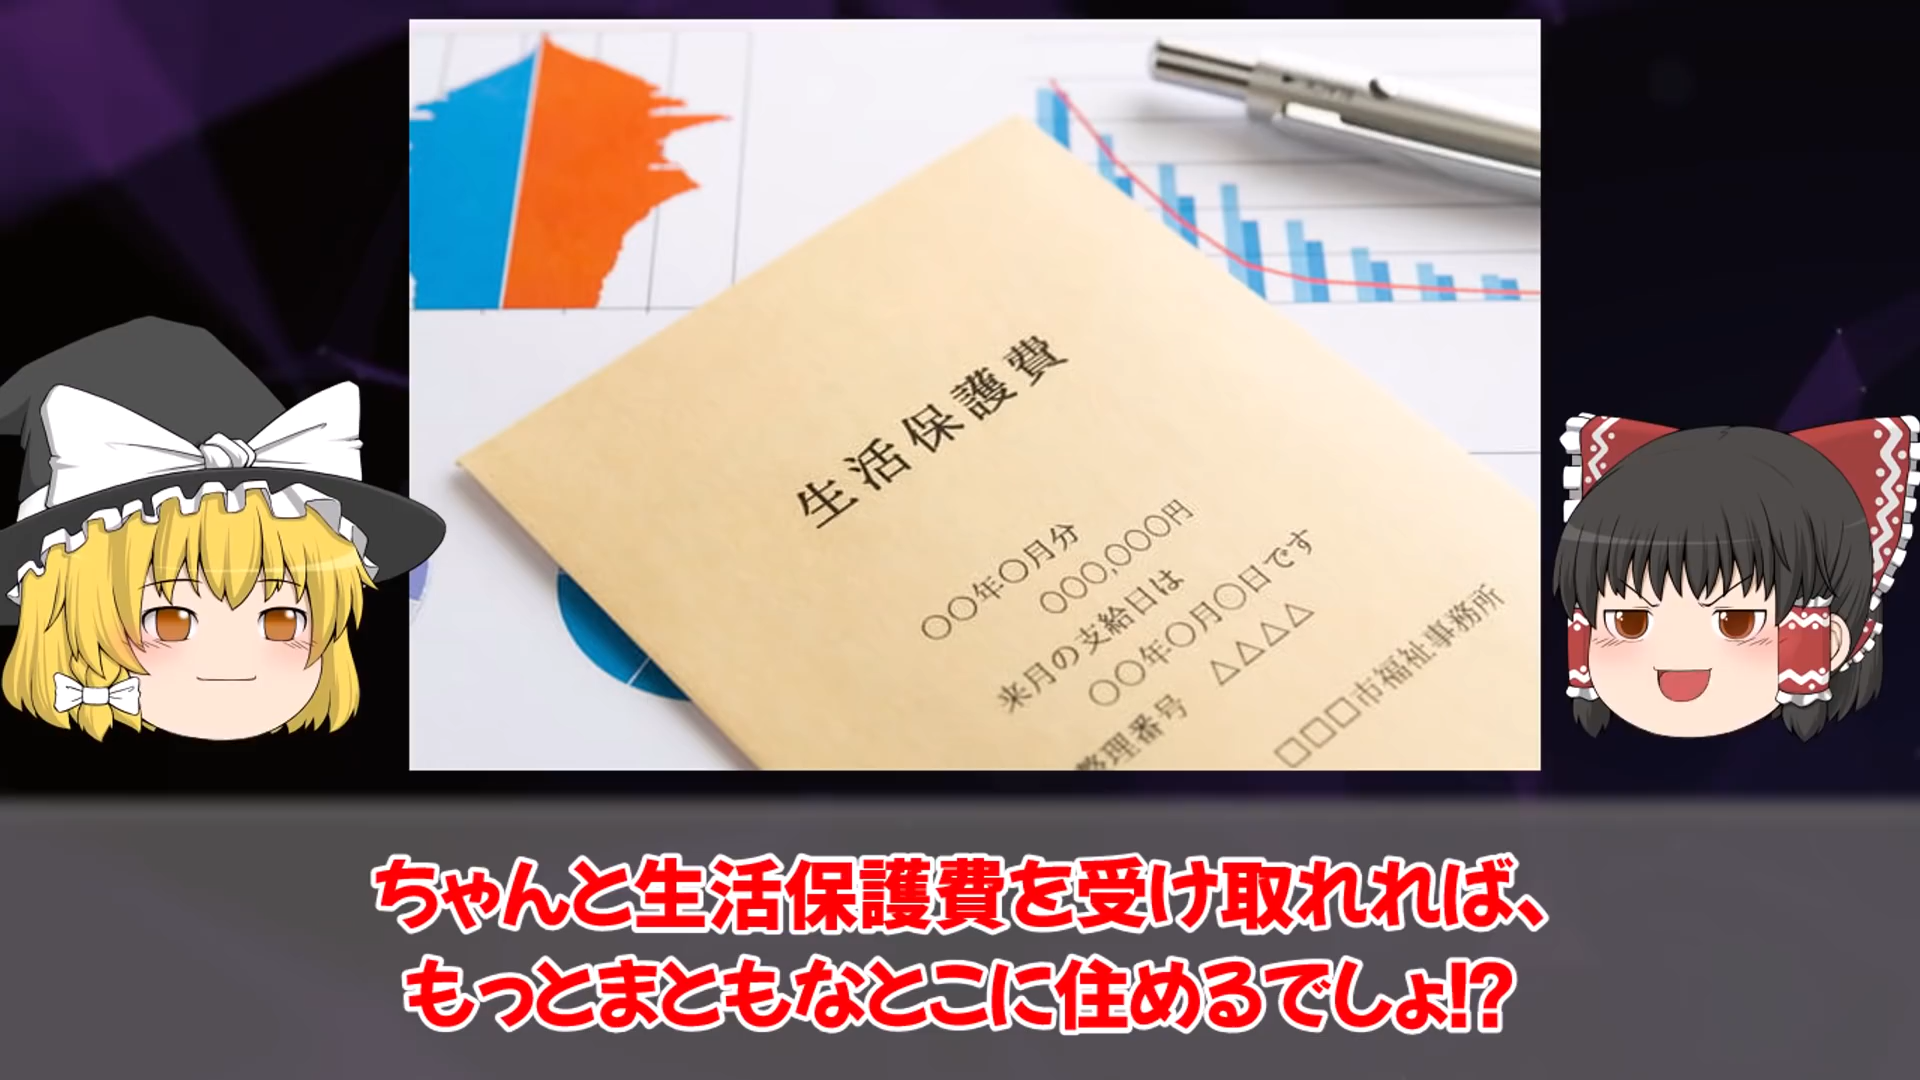 生活保護費
〇〇年〇月分
〇〇〇,〇〇〇円
来月の支給日は
〇〇年〇月〇日です
整理番号 △△△△
□□□市福祉事務所
ちゃんと生活保護費を受け取れれば、
もっとまともなとこに住めるでしょ!?